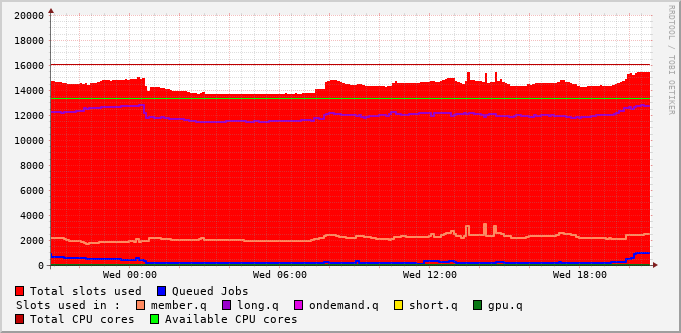 20000
18000
16000
14000
12000
10000
8000
6000
4000
2000
0
Wed 00:00 Wed 06:00 Wed 12:00 Wed 18:00
RRDTOOL / TOBI OETIKER
Total slots used Queued Jobs
Slots used in : member.q long.q ondemand.q short.q gpu.q
Total CPU cores Available CPU cores